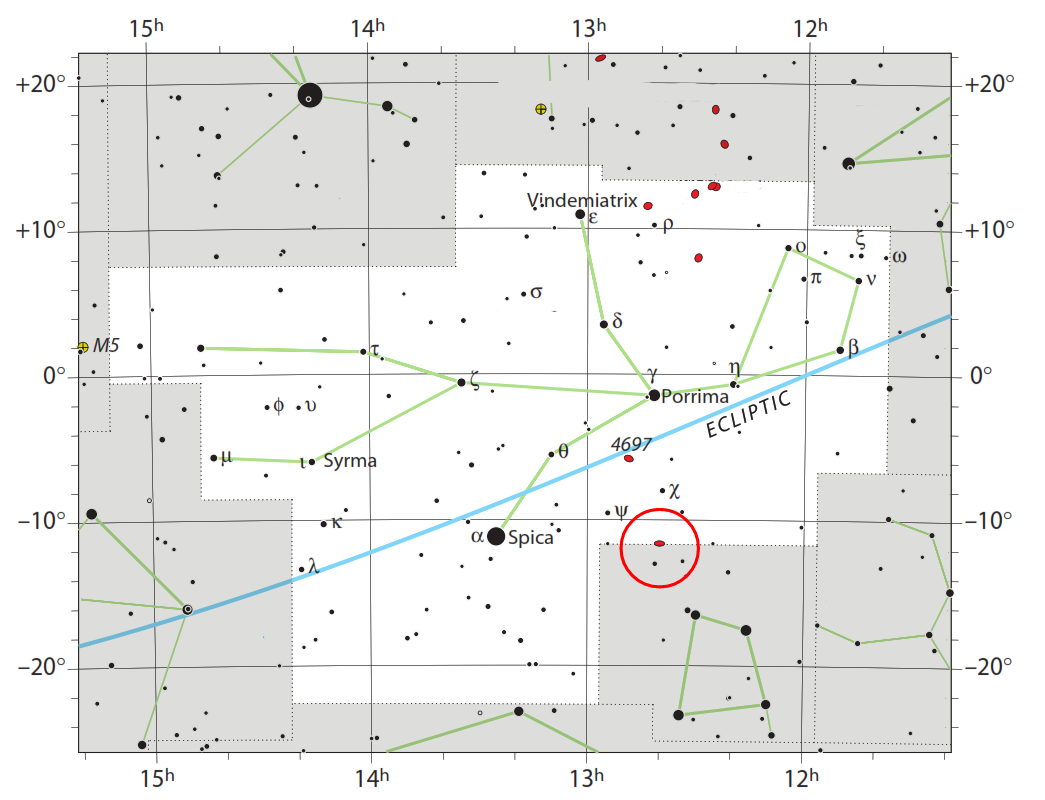 15ʰ 14ʰ 13ʰ 12ʰ
+20° +20°
Vindemiatrix
ε ρ
+10° +10°
ο ξ ω
π ν
σ
δ
M5 τ β
η
0° ζ γ 0°
Porrima
ECLIPTIC
ϕ υ
4697
μ ι Syrma θ
χ
ψ
−10° κ −10°
α Spica
λ
−20° −20°
15ʰ 14ʰ 13ʰ 12ʰ